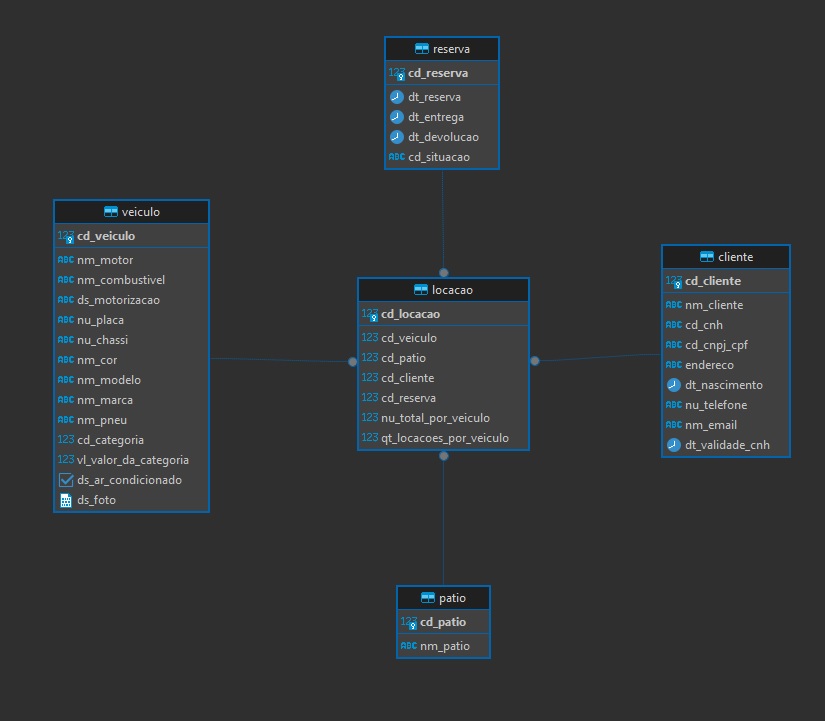 reserva
123 cd_reserva
dt_reserva
dt_entrega
dt_devolucao
ABC cd_situacao
veiculo
123 cd_veiculo
ABC nm_motor
ABC nm_combustivel
ABC ds_motorizacao
ABC nu_placa
ABC nu_chassi
ABC nm_cor
ABC nm_modelo
ABC nm_marca
ABC nm_pneu
123 cd_categoria
123 vl_valor_da_categoria
ds_ar_condicionado
ds_foto
locacao
123 cd_locacao
123 cd_veiculo
123 cd_patio
123 cd_cliente
123 cd_reserva
123 nu_total_por_veiculo
123 qt_locacoes_por_veiculo
cliente
123 cd_cliente
ABC nm_cliente
ABC cd_cnh
ABC cd_cnpj_cpf
ABC endereco
dt_nascimento
ABC nu_telefone
ABC nm_email
dt_validade_cnh
patio
123 cd_patio
ABC nm_patio